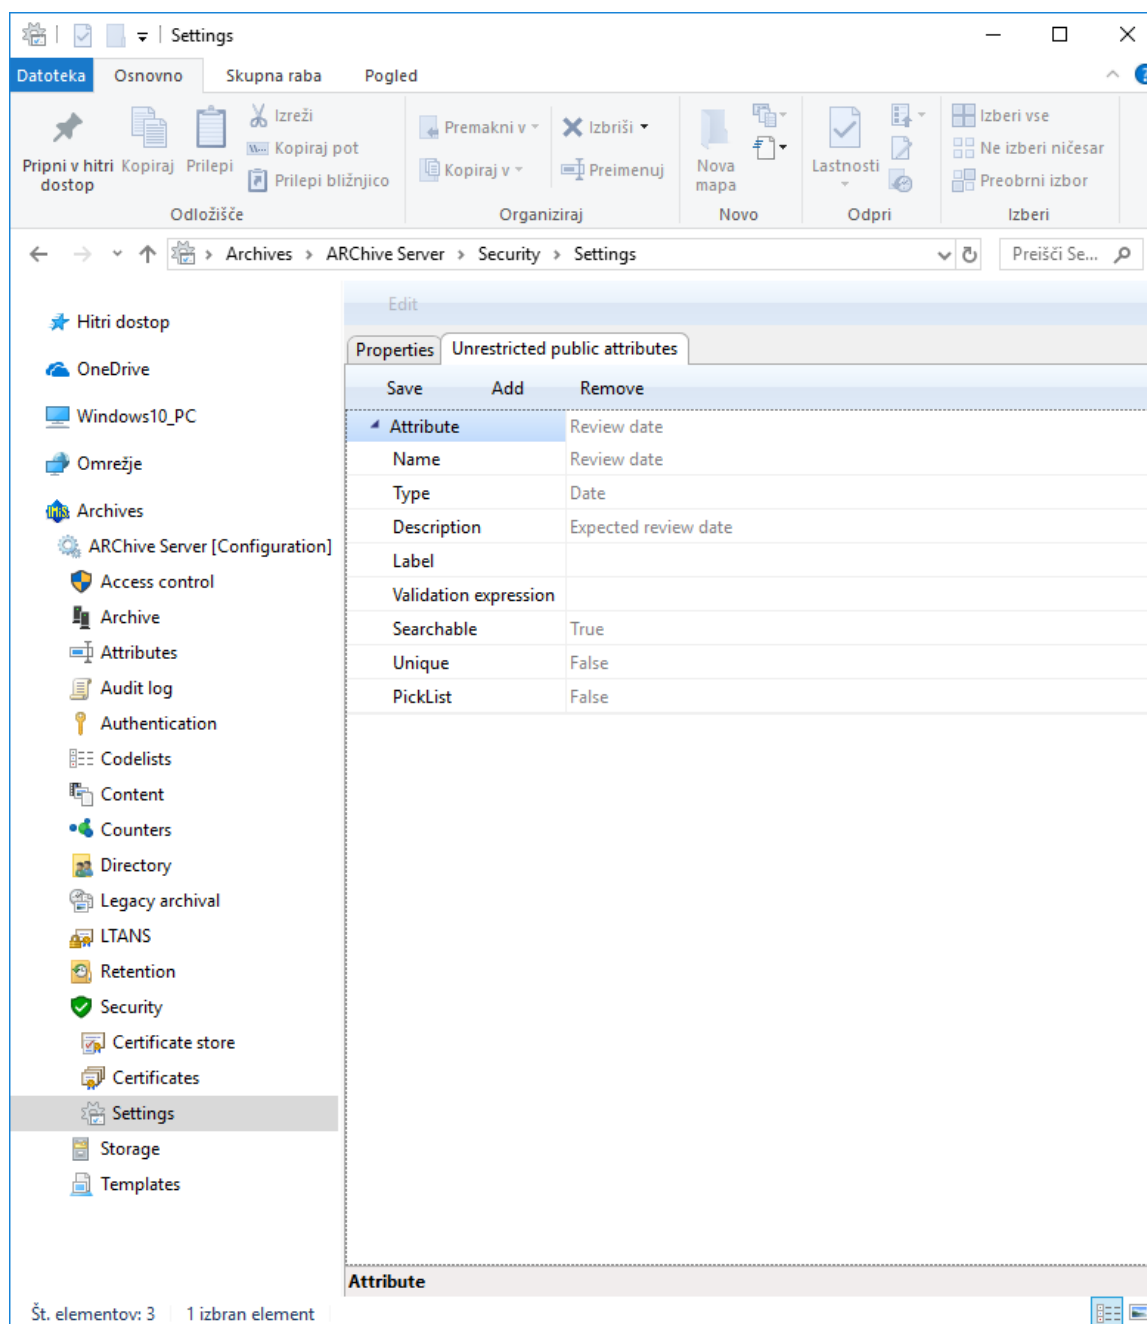 Settings
Datoteka Osnovno Skupna raba Pogled
Pripni v hitri dostop
Kopiraj
Prilepi
Izreži
Kopiraj pot
Prilepi bližnjico
Odložišče
Premakni v
Kopiraj v
Izbriši
Preimenuj
Organiziraj
Nova mapa
Novo
Lastnosti
Odpri
Izberi vse
Ne izberi ničesar
Preobrni izbor
Izberi
Archives > ARChive Server > Security > Settings
Preišči Se...
Hitri dostop
OneDrive
Windows10_PC
Omrežje
Archives
ARChive Server [Configuration]
Access control
Archive
Attributes
Audit log
Authentication
Codelists
Content
Counters
Directory
Legacy archival
LTANS
Retention
Security
Certificate store
Certificates
Settings
Storage
Templates
Edit
Properties Unrestricted public attributes
Save Add Remove
Attribute Review date
Name Review date
Type Date
Description Expected review date
Label
Validation expression
Searchable True
Unique False
PickList False
Attribute
Št. elementov: 3 1 izbran element